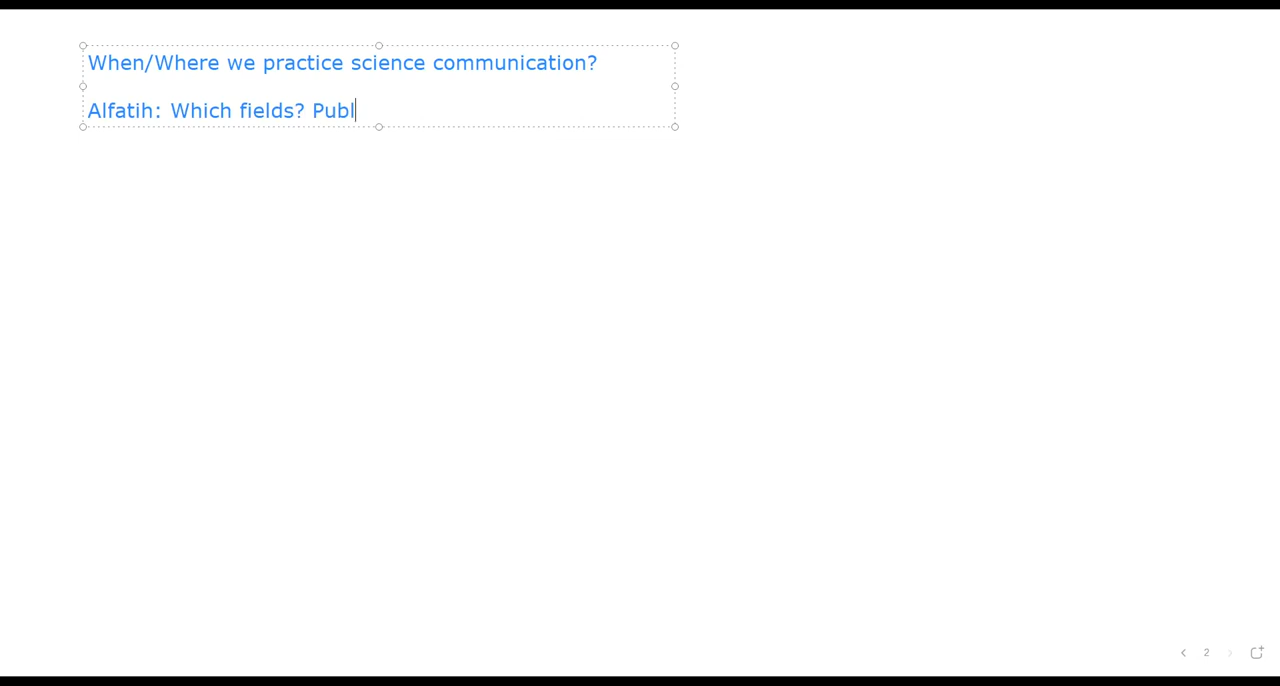 When/Where we practice science communication?
Alfatih: Which fields? Publ
2